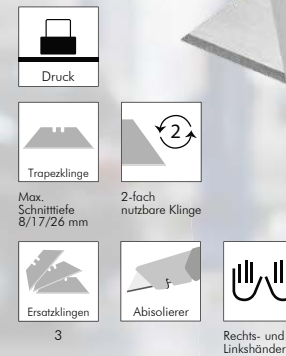 Druck
Trapezklinge
2
Max.
Schnitttiefe
8/17/26 mm
2-fach
nutzbare Klinge
Ersatzklingen
Abisolierer
3
Rechts- und
Linkshänder